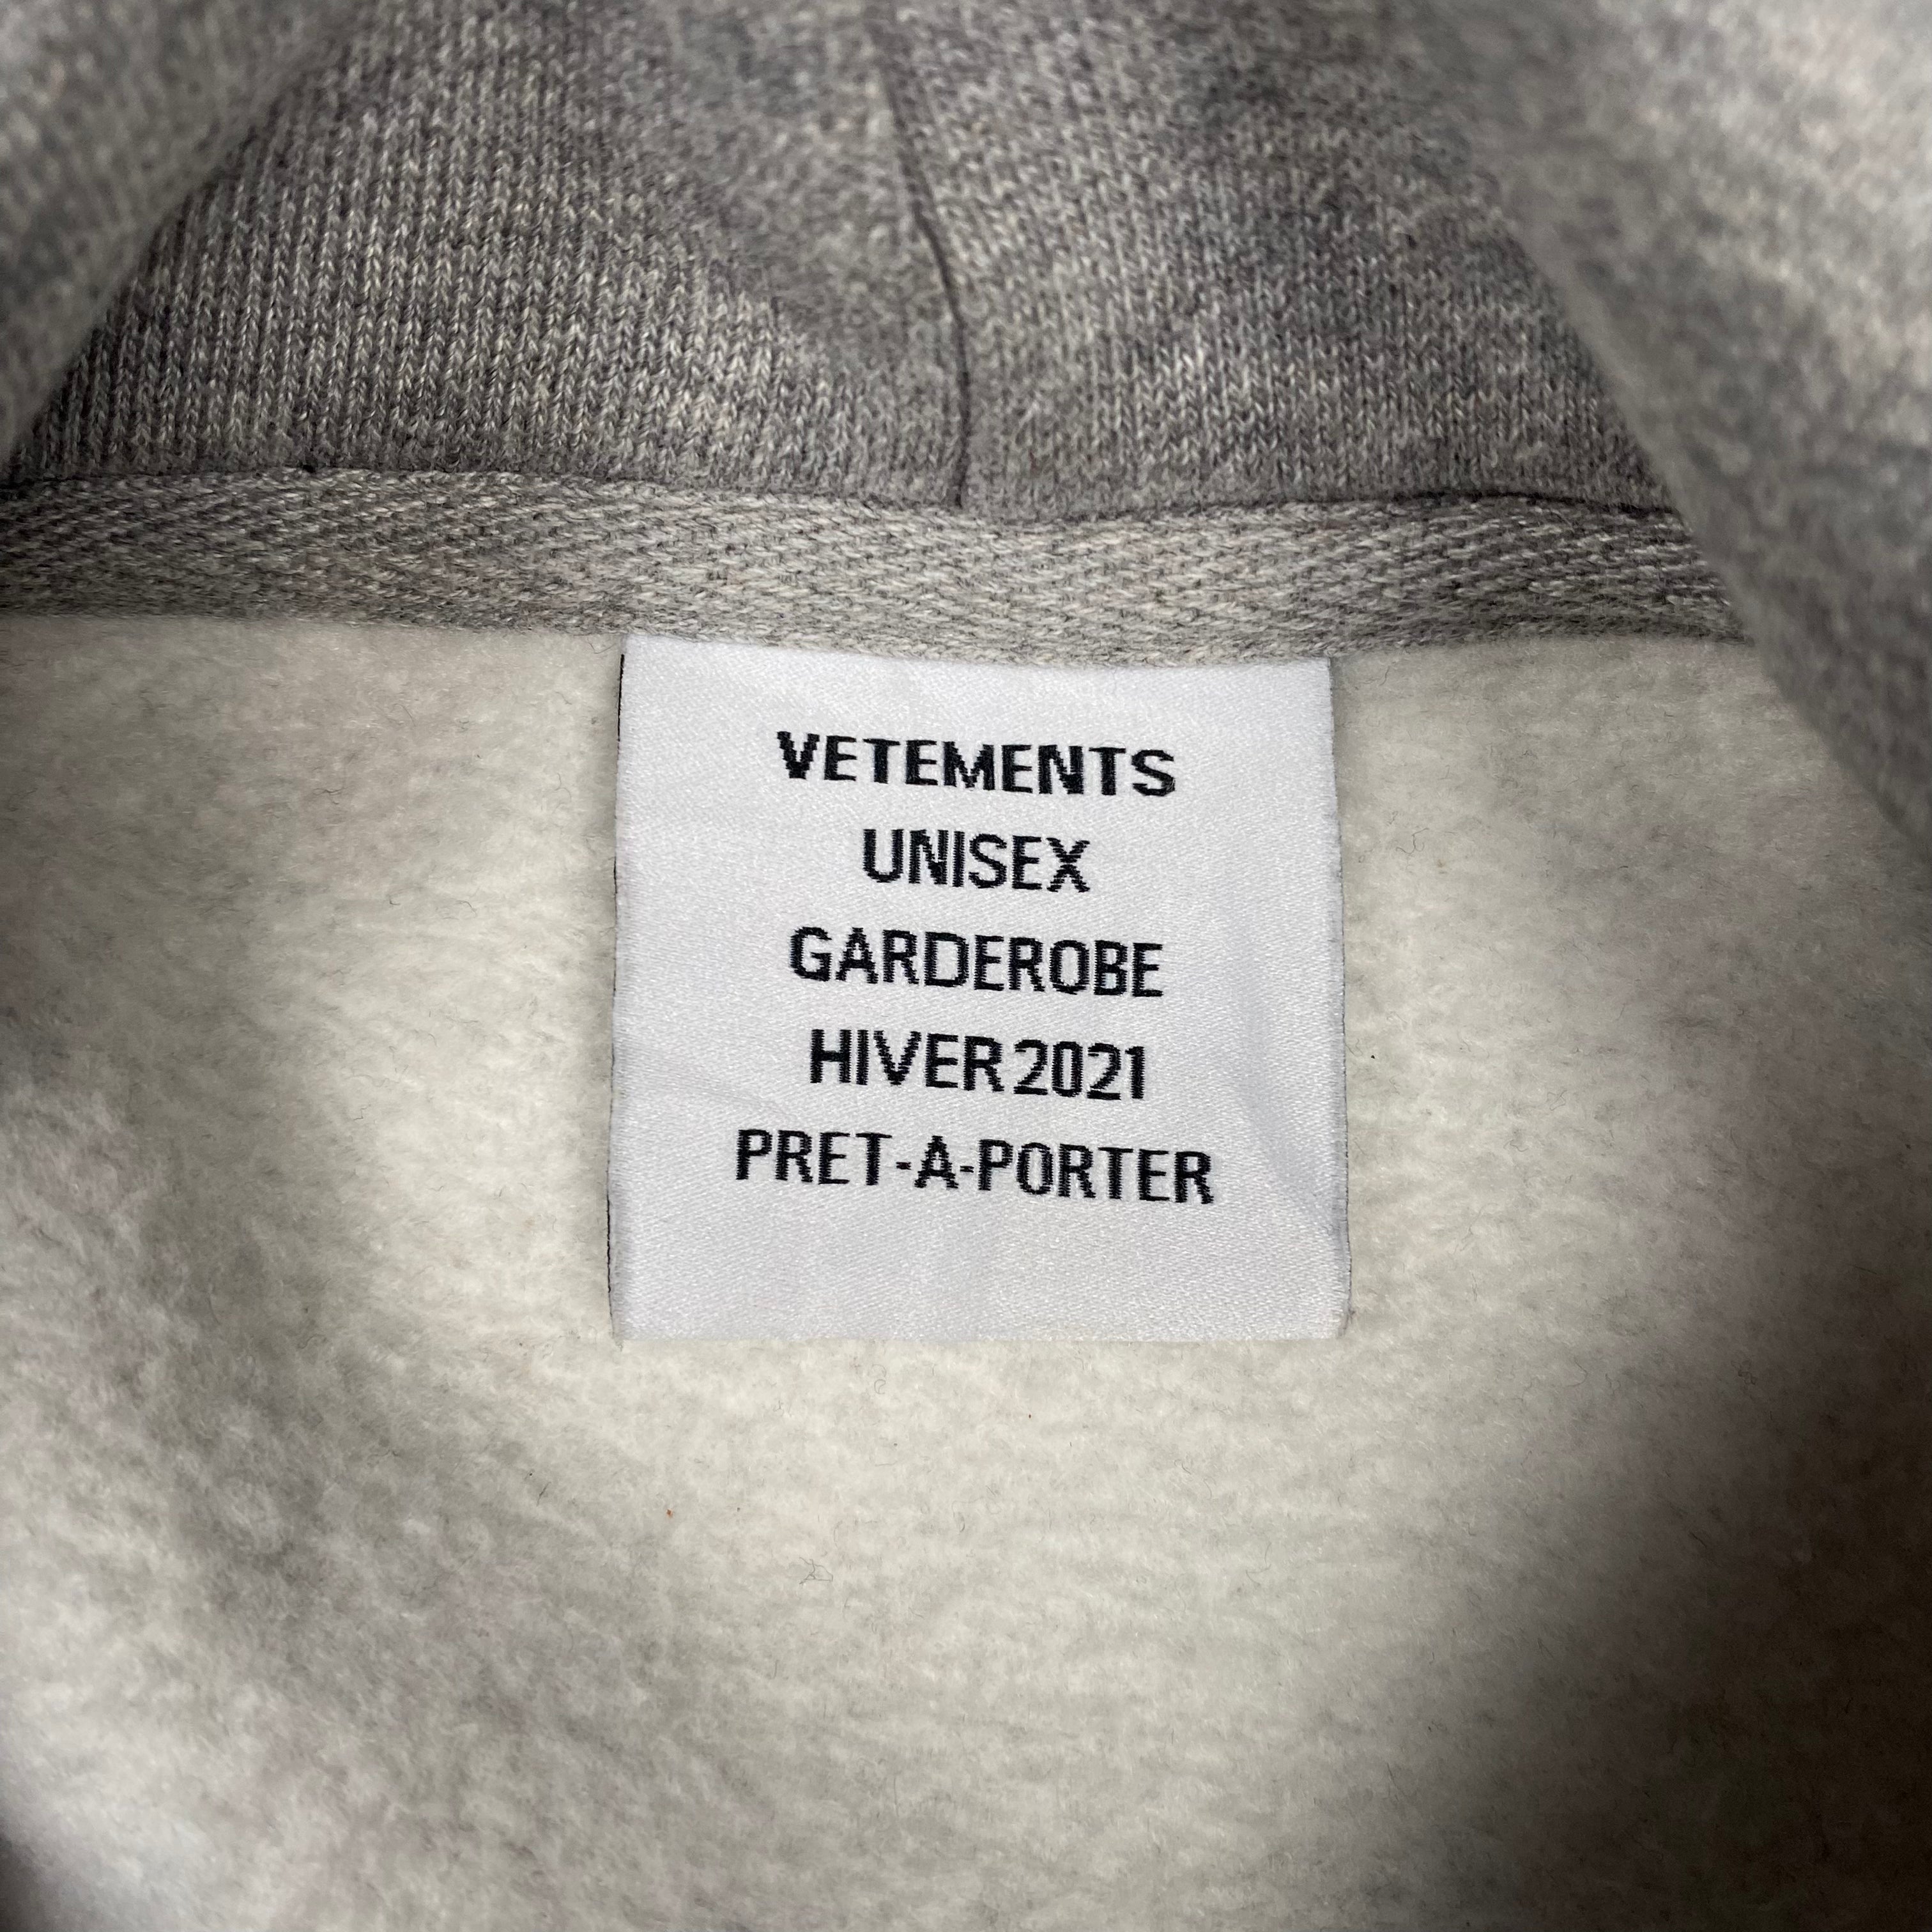 VETEMENTS
UNISEX
GARDEROBE
HIVER 2021
PRET-A-PORTER